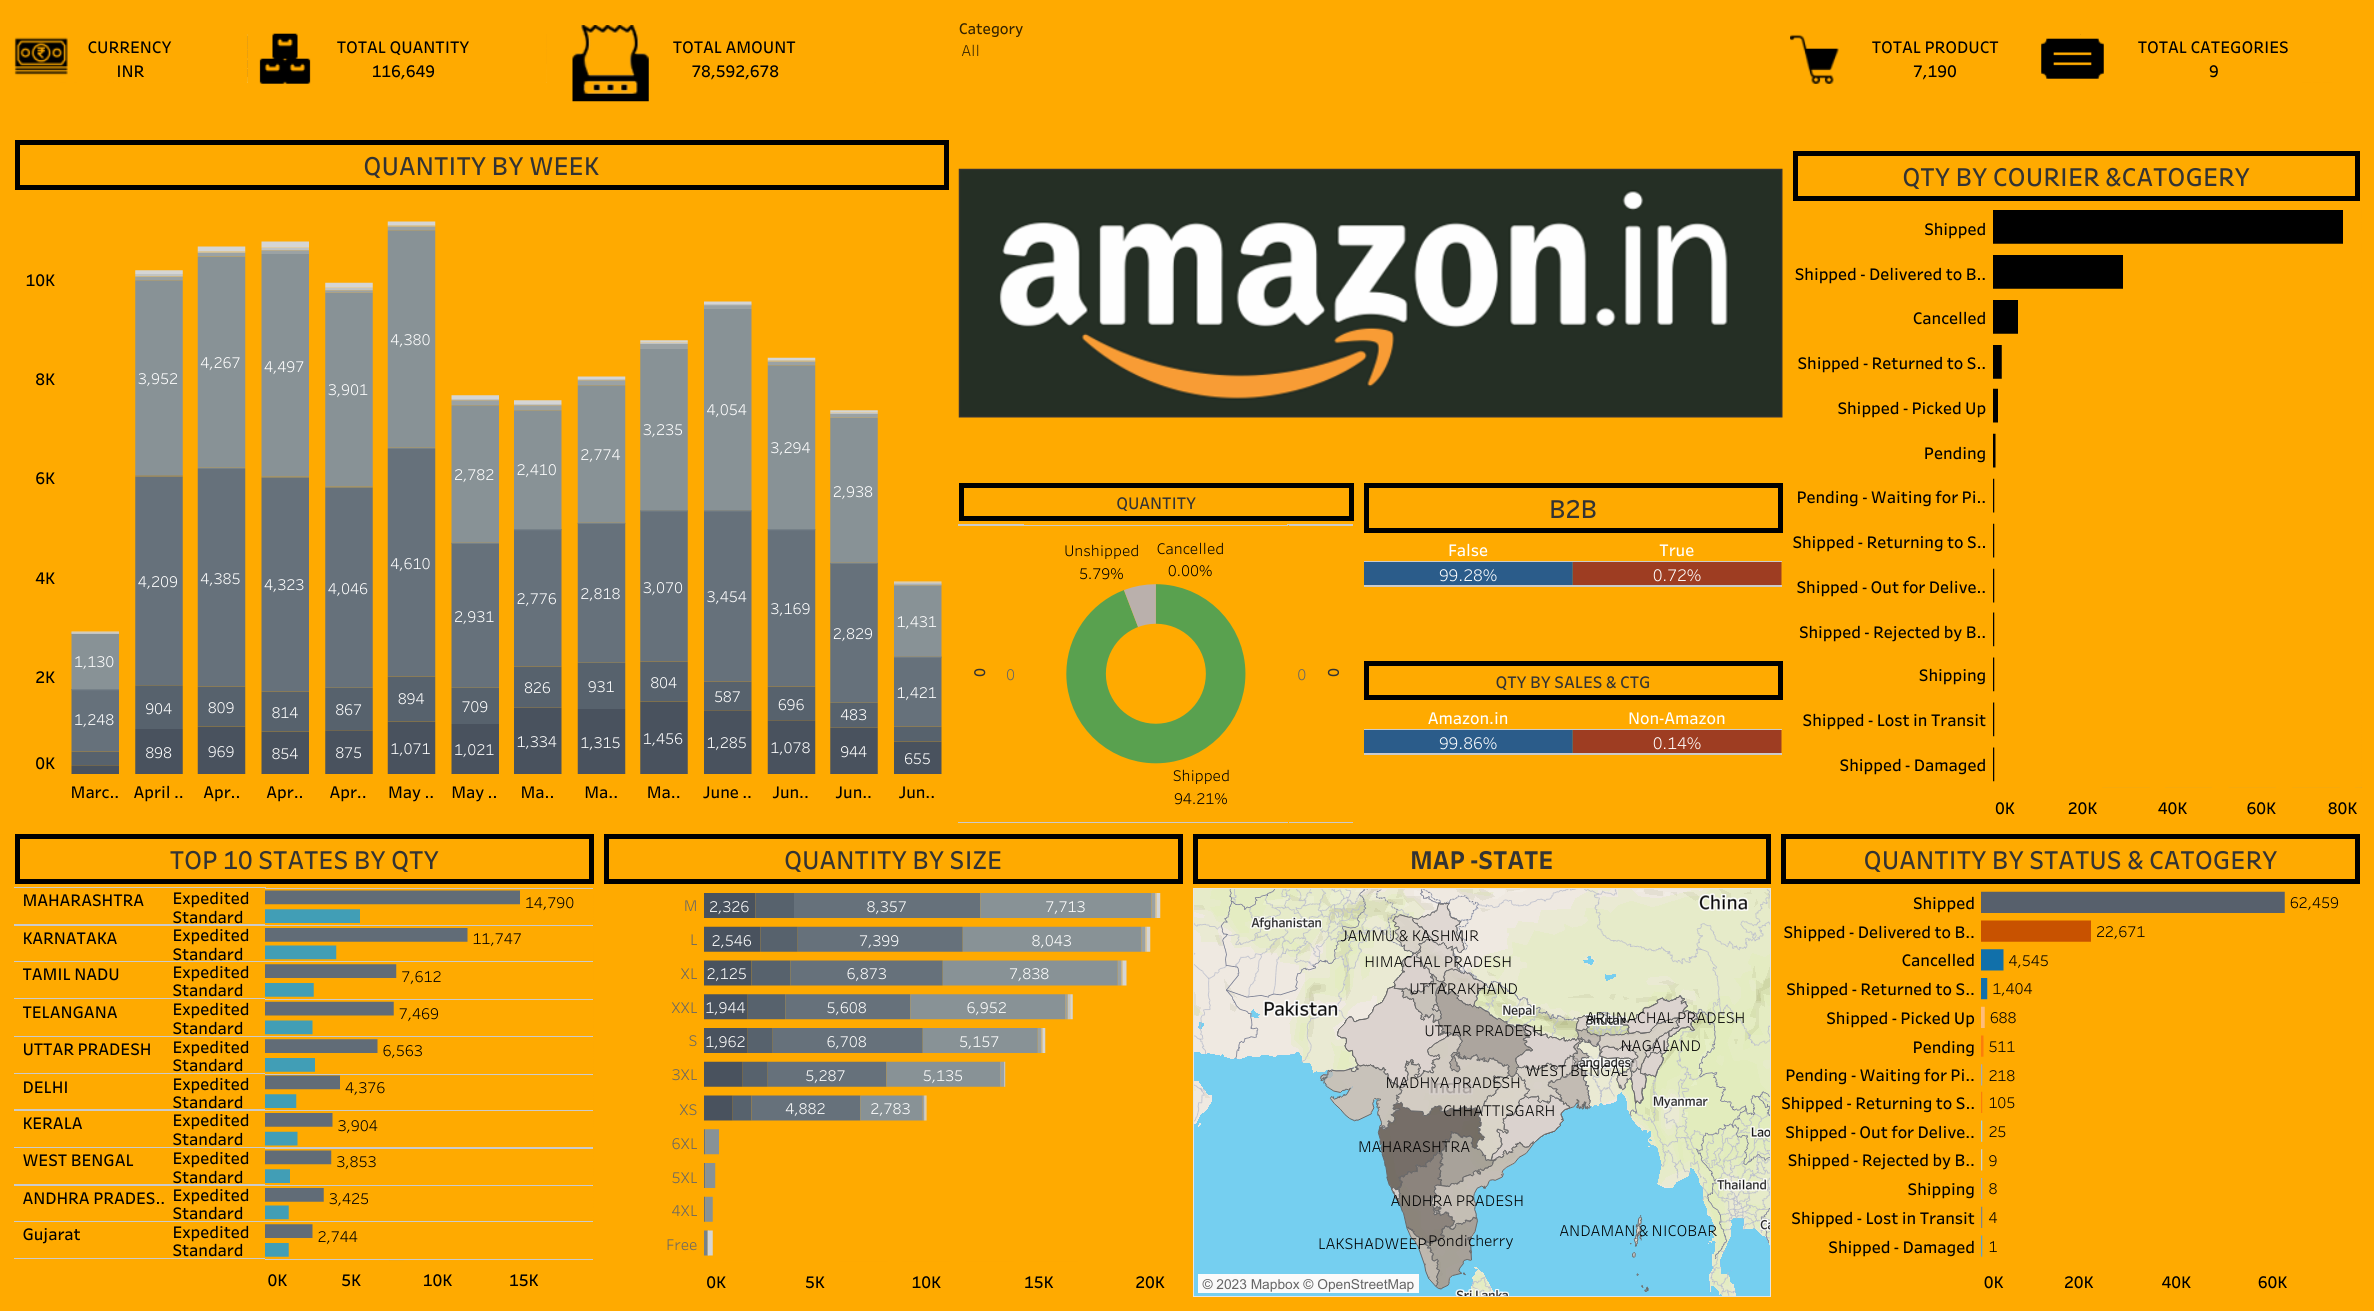 CURRENCY
INR
TOTAL QUANTITY
116,649
TOTAL AMOUNT
78,592,678
Category
All
TOTAL PRODUCT
7,190
TOTAL CATEGORIES
9
QUANTITY BY WEEK
10K
8K
6K
4K
2K
0K
1,130
1,248
3,952
4,209
904
898
4,267
4,385
809
969
4,497
4,323
814
854
3,901
4,046
867
875
4,380
4,610
894
1,071
2,782
2,931
709
1,021
2,410
2,776
826
1,334
2,774
2,818
931
1,315
3,235
3,070
804
1,456
4,054
3,454
587
1,285
3,294
3,169
696
1,078
2,938
2,829
483
944
1,431
1,421
655
Marc.. April .. Apr.. Apr.. Apr.. May .. May .. Ma.. Ma.. Ma.. June .. Jun.. Jun.. Jun..
amazon.in
QUANTITY
Unshipped
5.79%
Cancelled
0.00%
0 0 0 0
Shipped
94.21%
B2B
False True
99.28% 0.72%
QTY BY SALES & CTG
Amazon.in Non-Amazon
99.86% 0.14%
QTY BY COURIER &CATOGERY
Shipped
Shipped - Delivered to B..
Cancelled
Shipped - Returned to S..
Shipped - Picked Up
Pending
Pending - Waiting for Pi..
Shipped - Returning to S..
Shipped - Out for Delive..
Shipped - Rejected by B..
Shipping
Shipped - Lost in Transit
Shipped - Damaged
0K 20K 40K 60K 80K
TOP 10 STATES BY QTY
MAHARASHTRA Expedited 14,790
Standard
KARNATAKA Expedited 11,747
Standard
TAMIL NADU Expedited 7,612
Standard
TELANGANA Expedited 7,469
Standard
UTTAR PRADESH Expedited 6,563
Standard
DELHI Expedited 4,376
Standard
KERALA Expedited 3,904
Standard
WEST BENGAL Expedited 3,853
Standard
ANDHRA PRADES.. Expedited 3,425
Standard
Gujarat Expedited 2,744
Standard
0K 5K 10K 15K
QUANTITY BY SIZE
M 2,326 8,357 7,713
L 2,546 7,399 8,043
XL 2,125 6,873 7,838
XXL 1,944 5,608 6,952
S 1,962 6,708 5,157
3XL 5,287 5,135
XS 4,882 2,783
6XL
5XL
4XL
Free
0K 5K 10K 15K 20K
MAP -STATE
China
Afghanistan
JAMMU & KASHMIR
HIMACHAL PRADESH
UTTARAKHAND
Pakistan
Nepal
ARUNACHAL PRADESH
UTTAR PRADESH
NAGALAND
anglades
WEST BENGAL
MADHYA PRADESH
India
Myanmar
CHHATTISGARH
Lao
MAHARASHTRA
Thailand
ANDHRA PRADESH
ANDAMAN & NICOBAR
Ca
LAKSHADWEEP
Pondicherry
© 2023 Mapbox © OpenStreetMap
Sri Lanka
QUANTITY BY STATUS & CATOGERY
Shipped 62,459
Shipped - Delivered to B.. 22,671
Cancelled 4,545
Shipped - Returned to S.. 1,404
Shipped - Picked Up 688
Pending 511
Pending - Waiting for Pi.. 218
Shipped - Returning to S.. 105
Shipped - Out for Delive.. 25
Shipped - Rejected by B.. 9
Shipping 8
Shipped - Lost in Transit 4
Shipped - Damaged 1
0K 20K 40K 60K